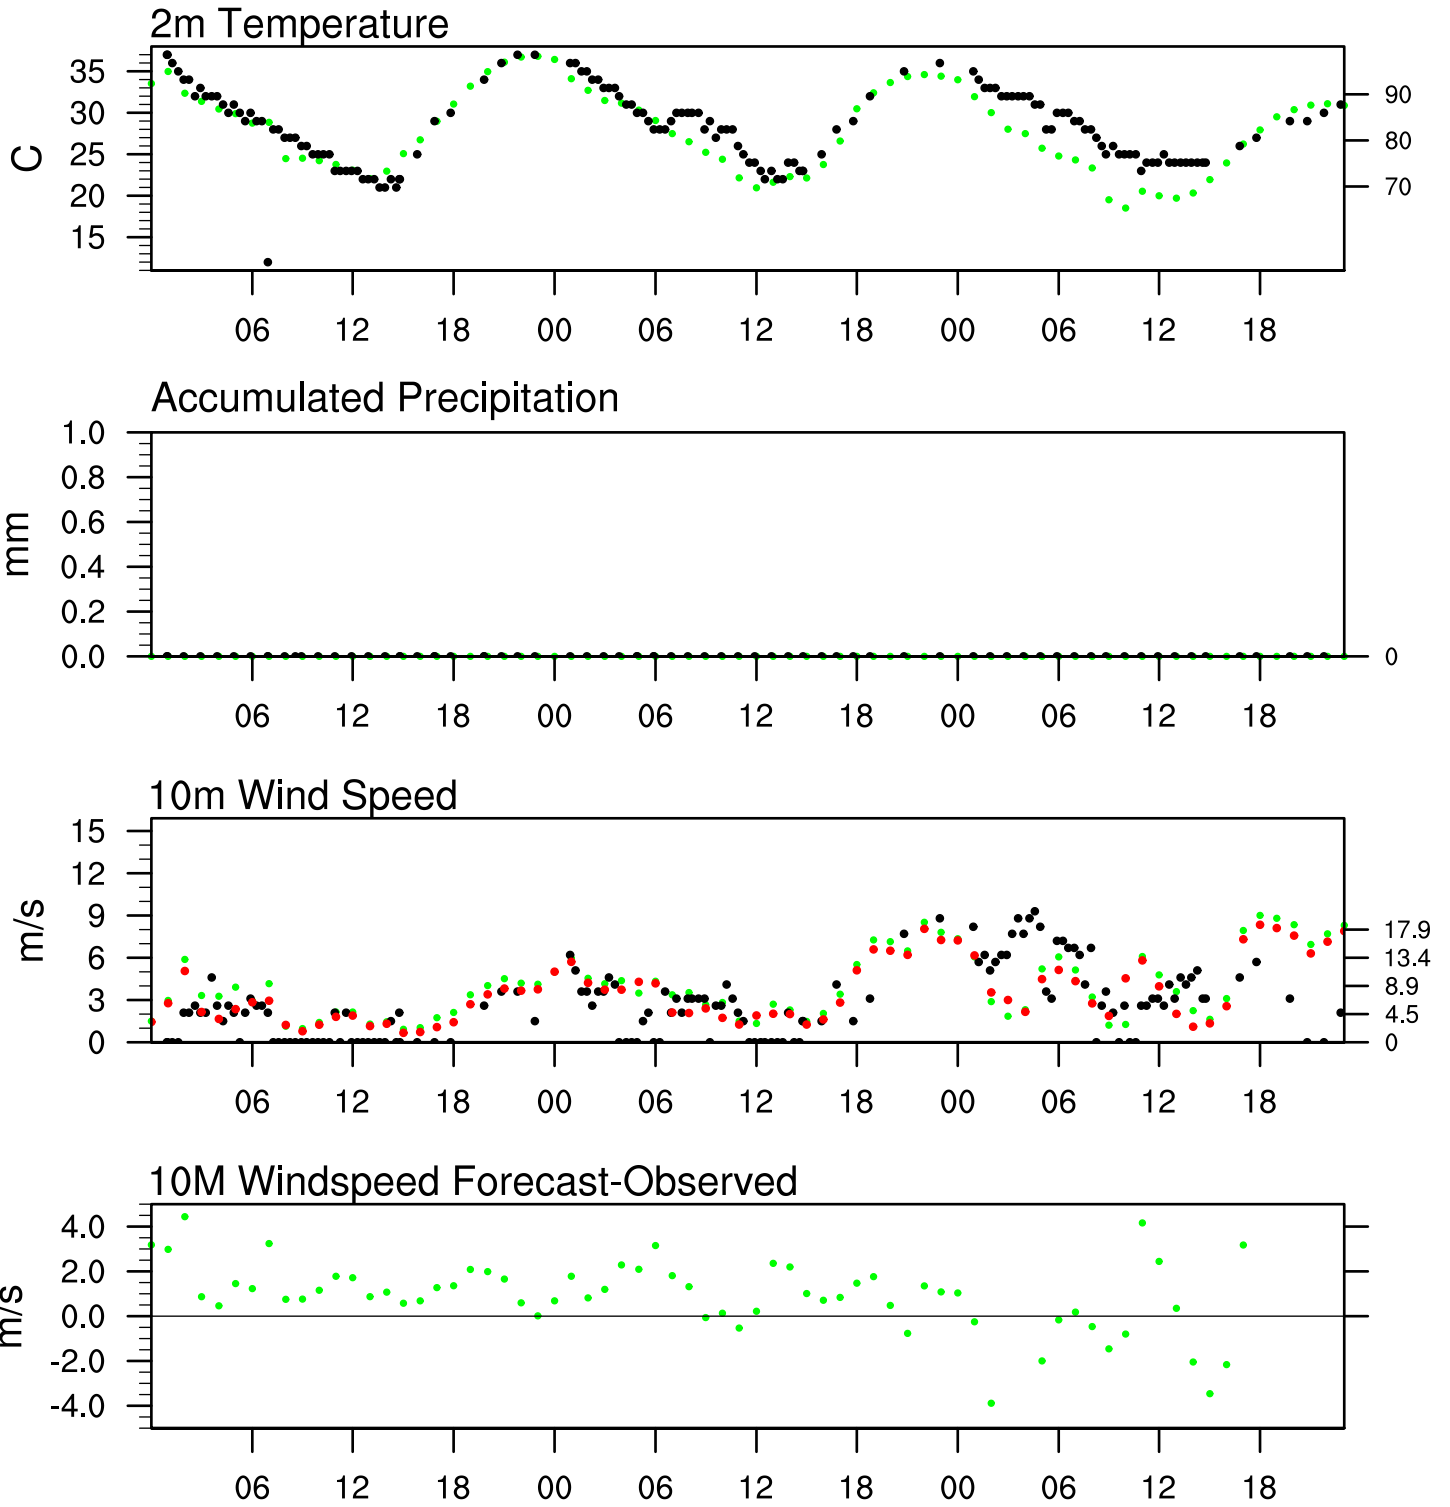 2m Temperature
C
35
30
25
20
15
90
80
70
06 12 18 00 06 12 18 00 06 12 18
Accumulated Precipitation
mm
1.0
0.8
0.6
0.4
0.2
0.0
0
06 12 18 00 06 12 18 00 06 12 18
10m Wind Speed
m/s
15
12
9
6
3
0
17.9
13.4
8.9
4.5
0
06 12 18 00 06 12 18 00 06 12 18
10M Windspeed Forecast-Observed
m/s
4.0
2.0
0.0
-2.0
-4.0
06 12 18 00 06 12 18 00 06 12 18